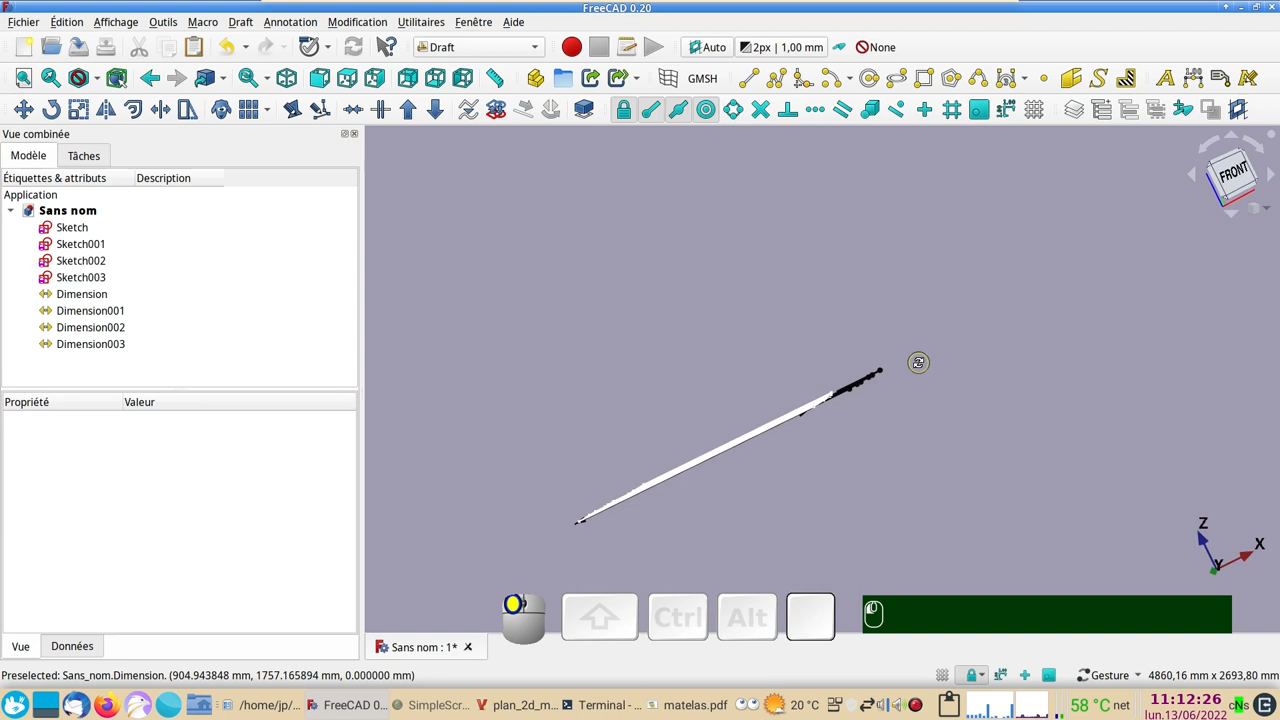 FreeCAD 0.20
Fichier Édition Affichage Outils Macro Draft Annotation Modification Utilitaires Fenêtre Aide
Draft Auto 2px | 1,00 mm None
GMSH
Vue combinée
Modèle Tâches
Étiquettes & attributs Description
Application
Sans nom
Sketch
Sketch001
Sketch002
Sketch003
Dimension
Dimension001
Dimension002
Dimension003
Propriété Valeur
FRONT
Z
X
Y
Ctrl Alt
Vue Données
Sans nom : 1*
Preselected: Sans_nom.Dimension. (904.943848 mm, 1757.165894 mm, 0.000000 mm) Gesture 4860,16 mm x 2693,80 mm
/home/jp/... FreeCAD 0... SimpleScr... plan_2d_m... Terminal - ... matelas.pdf 20 °C 58 °C net 11:12:26 cNs
lun.13/06/2022